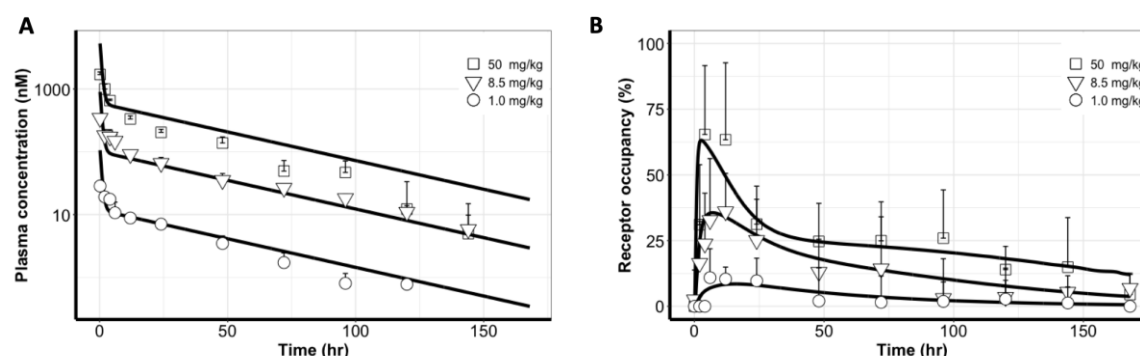 A
Plasma concentration (nM)
1000
10
50 mg/kg
8.5 mg/kg
1.0 mg/kg
0
50
100
150
Time (hr)
B
Receptor occupancy (%)
100
75
50
25
0
50 mg/kg
8.5 mg/kg
1.0 mg/kg
0
50
100
150
Time (hr)